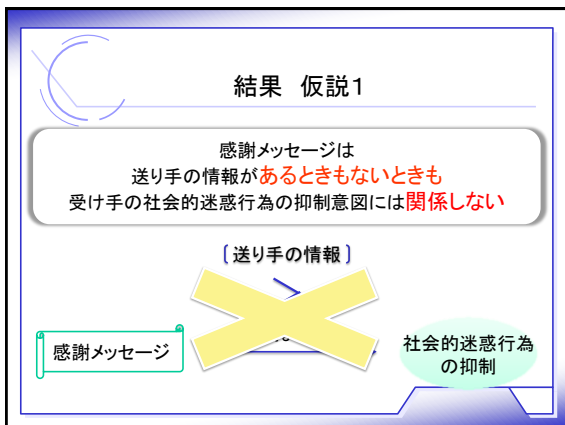 結果 仮説１
感謝メッセージは
送り手の情報があるときもないときも
受け手の社会的迷惑行為の抑制意図には関係しない
〔送り手の情報〕
感謝メッセージ
社会的迷惑行為
の抑制